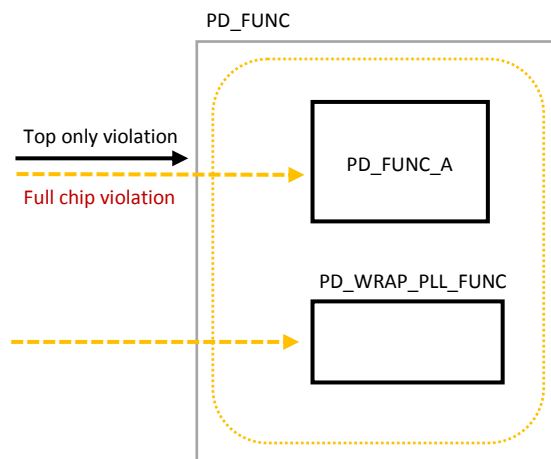 PD_FUNC
Top only violation
PD_FUNC_A
Full chip violation
PD_WRAP_PLL_FUNC